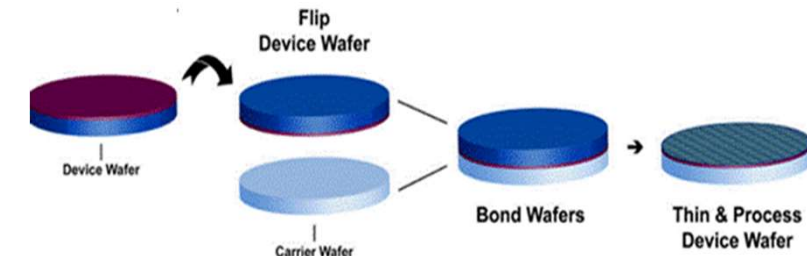 Flip
Device Wafer
Device Wafer
Carrier Wafer
Bond Wafers
Thin & Process
Device Wafer